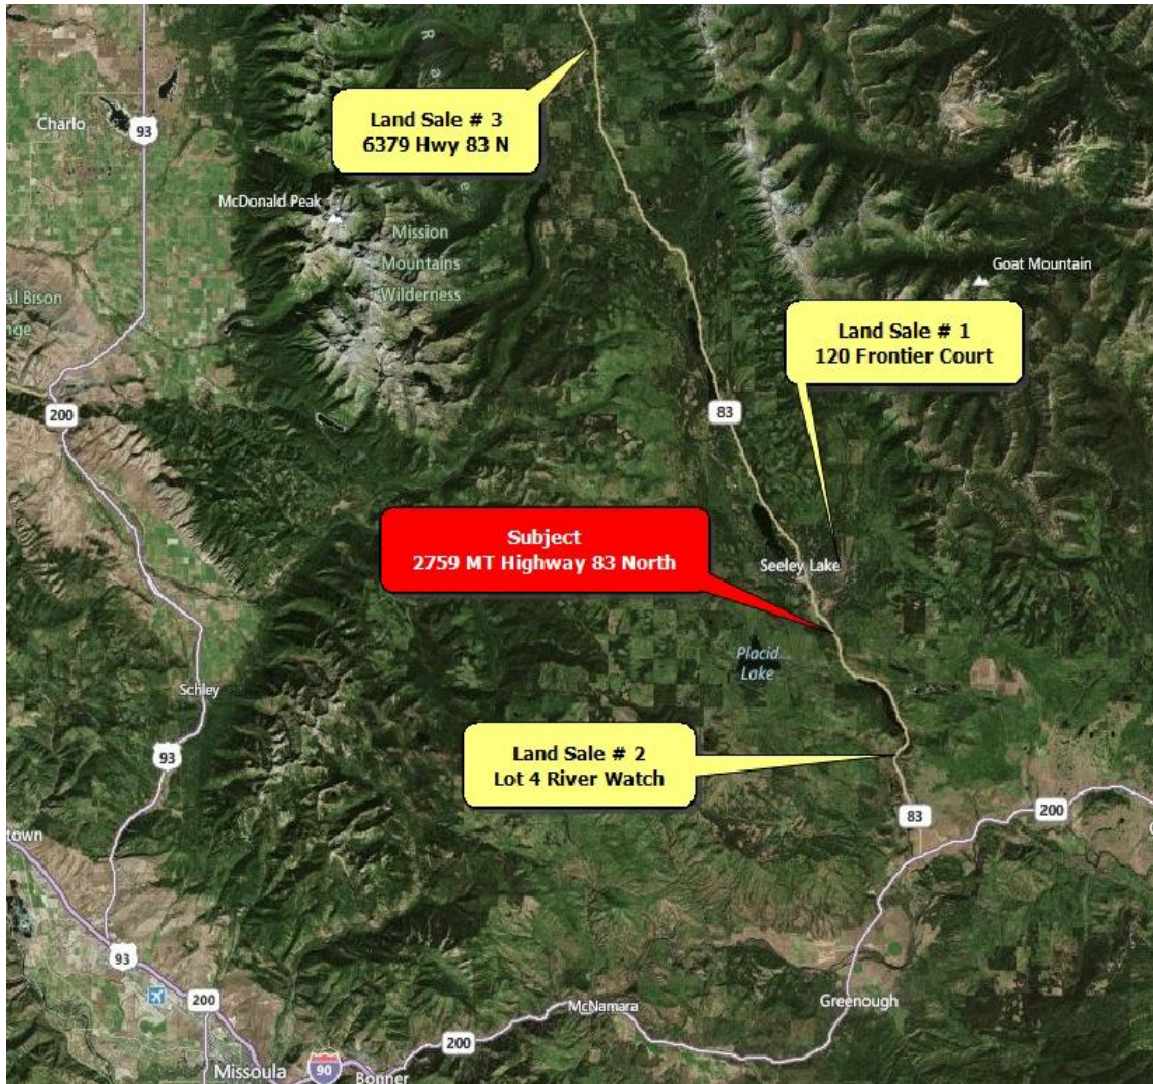 R
a
n
g
e
Land Sale # 3
6379 Hwy 83 N
93
Charlo
McDonald Peak
Mission
Mountains
Wilderness
Goat Mountain
al Bison
nge
Land Sale # 1
120 Frontier Court
200
83
Subject
2759 MT Highway 83 North
Seeley Lake
Placid
Lake
Schley
93
Land Sale # 2
Lot 4 River Watch
83
200
town
93
200
McNamara
Greenough
200
Missoula
90
Bonner